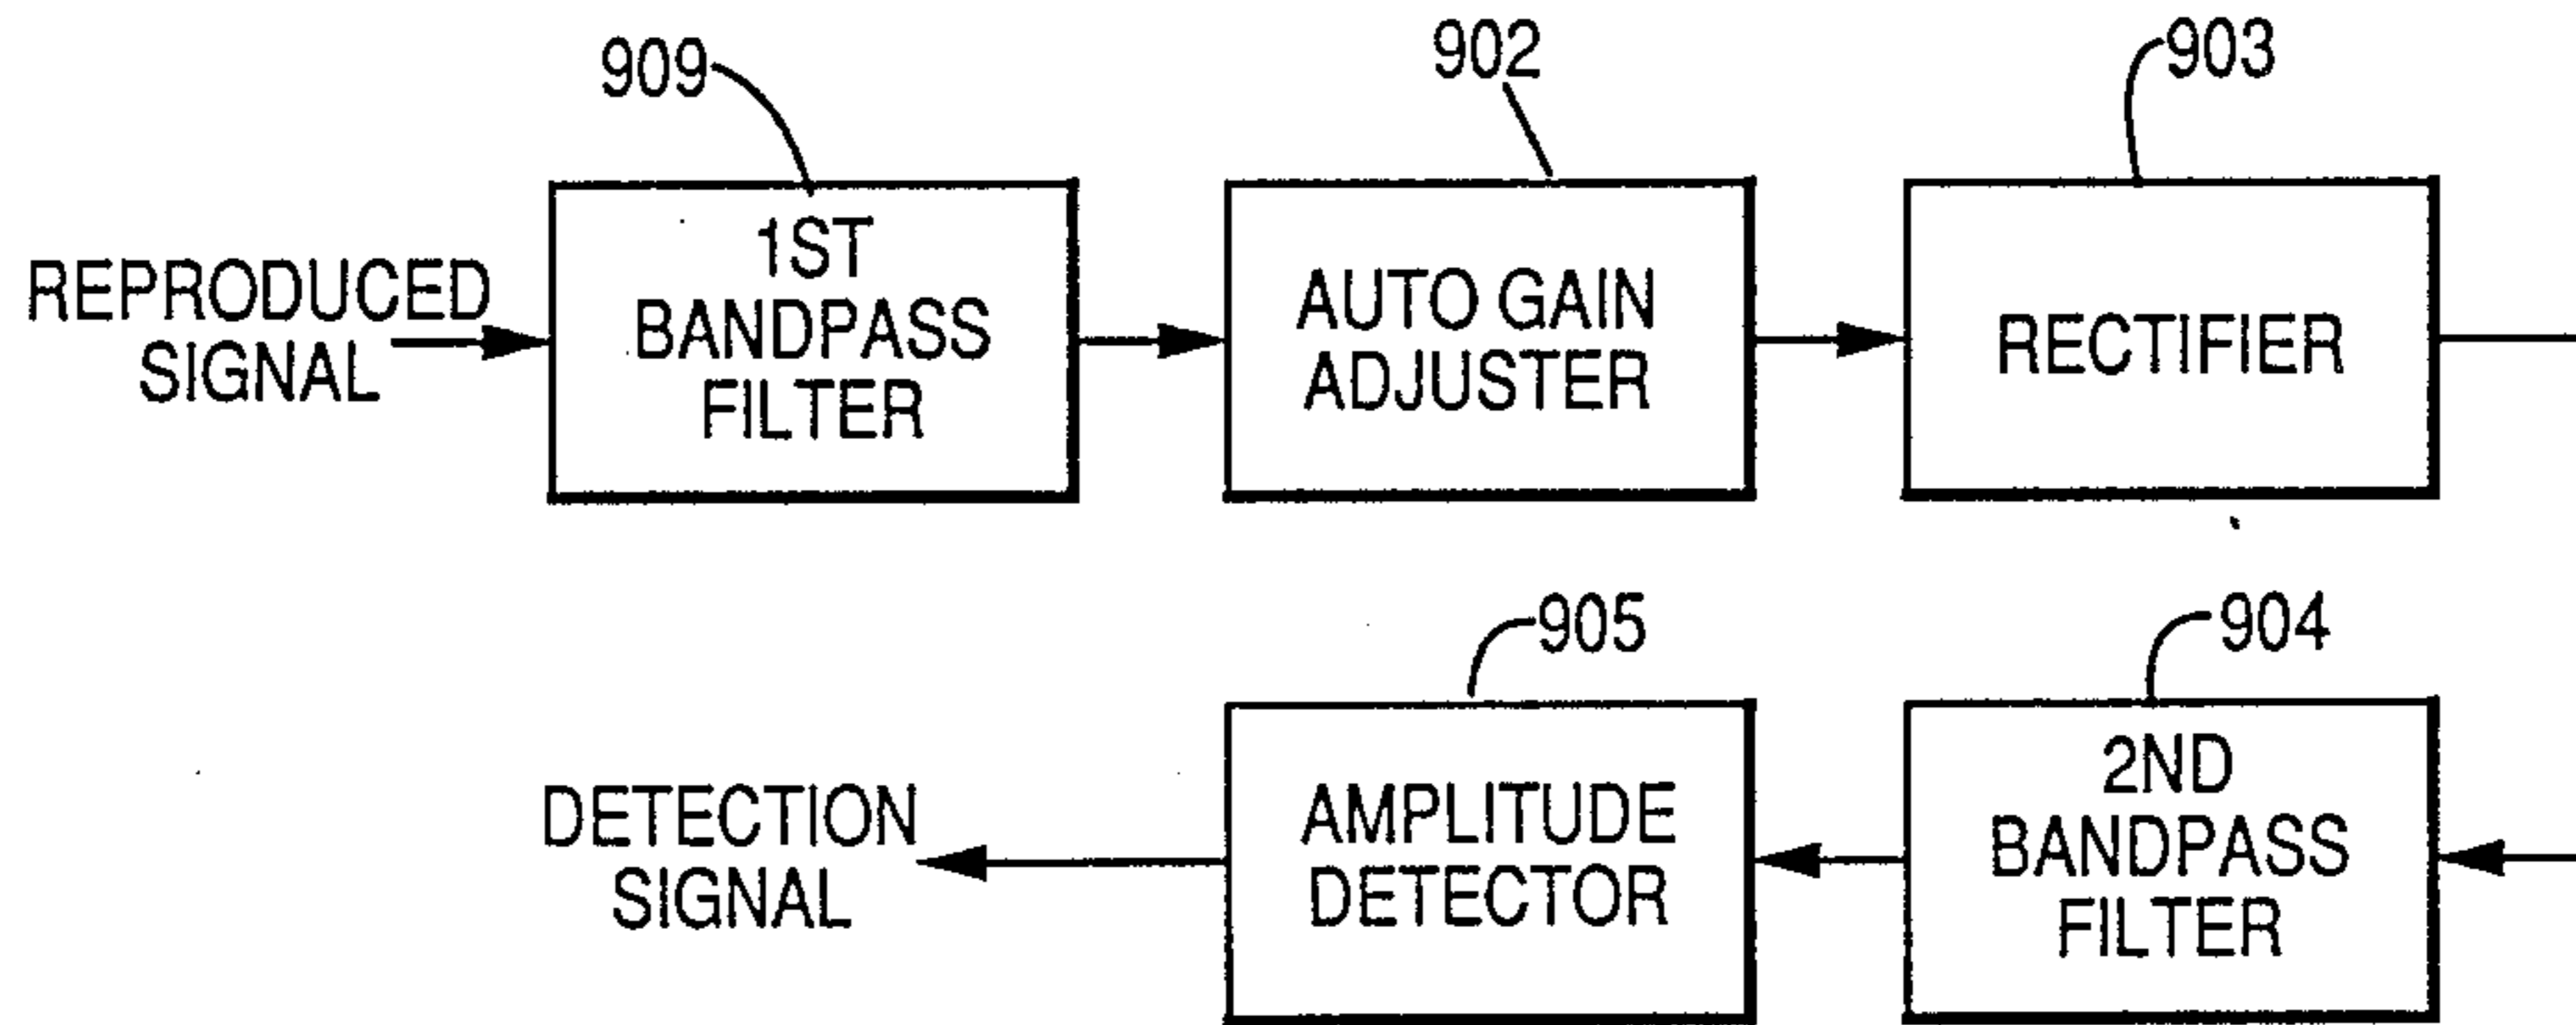 909
902
903
REPRODUCED
SIGNAL
1ST
BANDPASS
FILTER
AUTO GAIN
ADJUSTER
RECTIFIER
905
904
DETECTION
SIGNAL
AMPLITUDE
DETECTOR
2ND
BANDPASS
FILTER